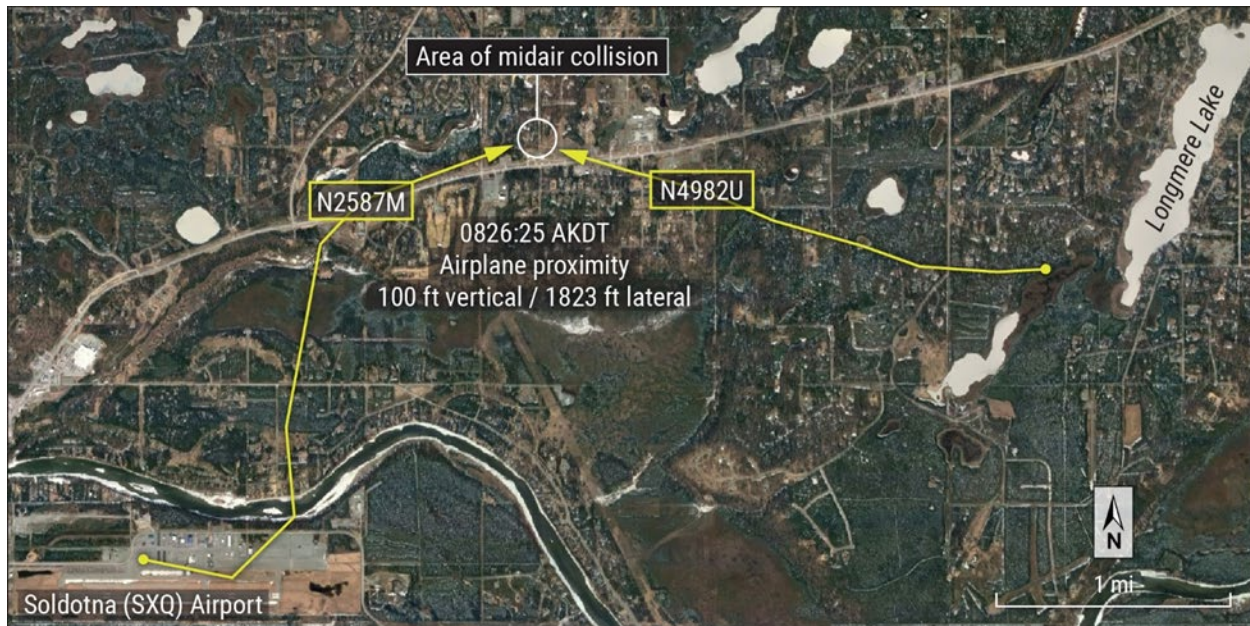 Area of midair collision
N2587M
N4982U
Longmere Lake
0826:25 AKDT
Airplane proximity
100 ft vertical / 1823 ft lateral
N
1 mi
Soldotna (SXQ) Airport